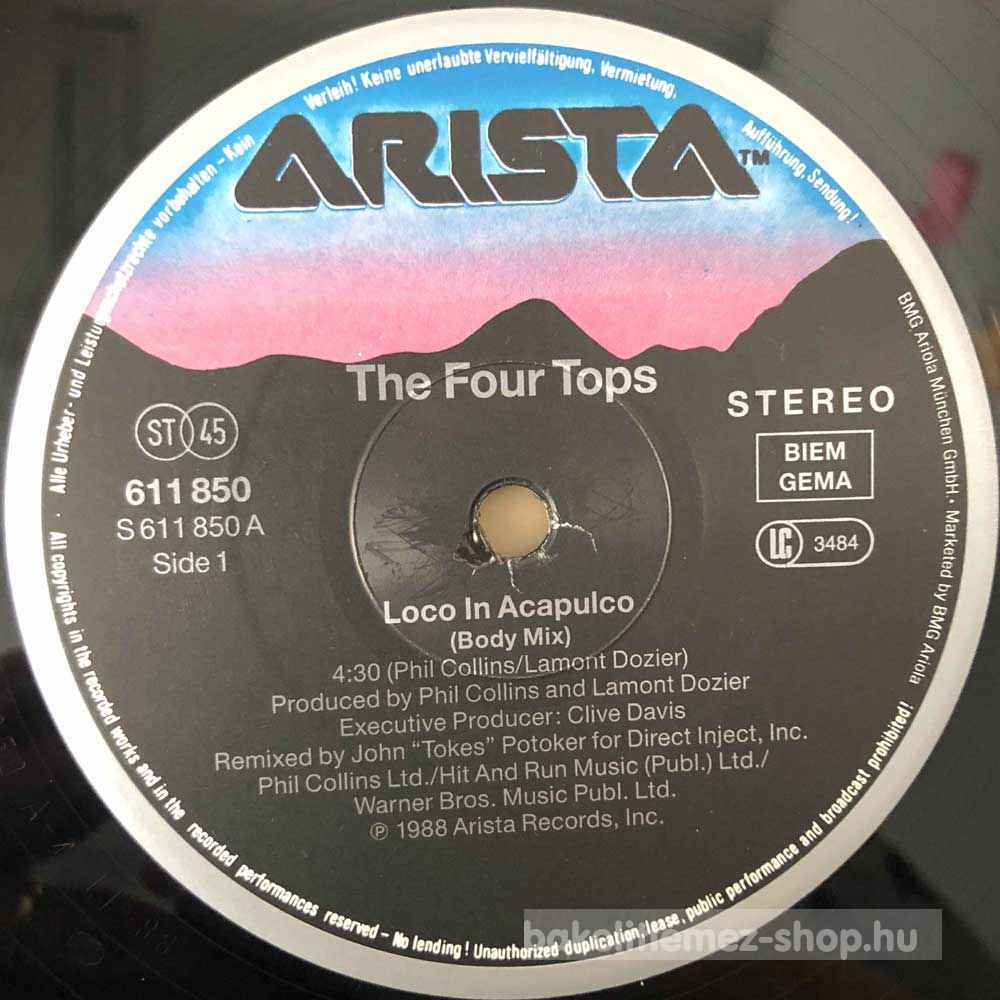 Alle Urheber- und Leistungsschutzrechte vorbehalten - Kein Verleih! Keine unerlaubte Vervielfältigung, Vermietung, Aufführung, Sendung!
ARISTA™
The Four Tops
ST 45
611 850
S 611 850 A
Side 1
STEREO
BIEM
GEMA
LC 3484
Loco In Acapulco
(Body Mix)
4:30 (Phil Collins/Lamont Dozier)
Produced by Phil Collins and Lamont Dozier
Executive Producer: Clive Davis
Remixed by John “Tokes” Potoker for Direct Inject, Inc.
Phil Collins Ltd./Hit And Run Music (Publ.) Ltd./
Warner Bros. Music Publ. Ltd.
℗ 1988 Arista Records, Inc.
BMG Ariola München GmbH. • Marketed by BMG Ariola
• All copyrights in the recorded works and in the recorded performances reserved - No lending! Unauthorized duplication, lease, public performance and broadcast prohibited!
bakelitlemez-shop.hu